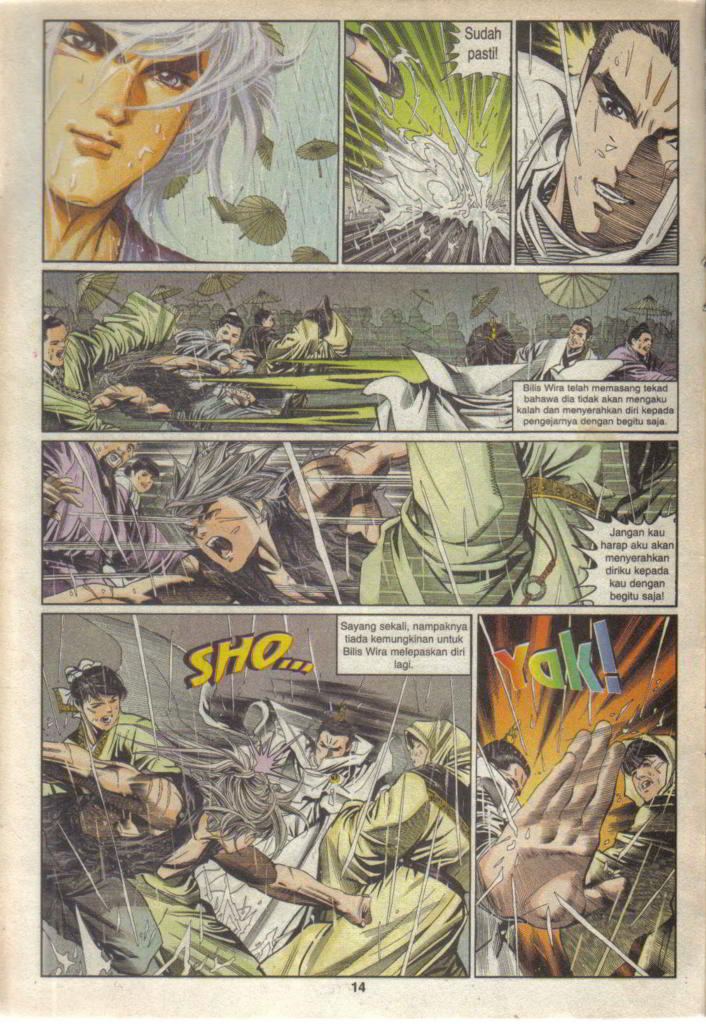 Sudah
pasti!
Bilis Wira telah memasang tekad
bahawa dia tidak akan mengaku
kalah dan menyerahkan diri kepada
pengejarnya dengan begitu saja.
Jangan kau
harap aku akan
menyerahkan
diriku kepada
kau dengan
begitu saja!
SHO...
Sayang sekali, nampaknya
tiada kemungkinan untuk
Bilis Wira melepaskan diri
lagi.
Yak!
14